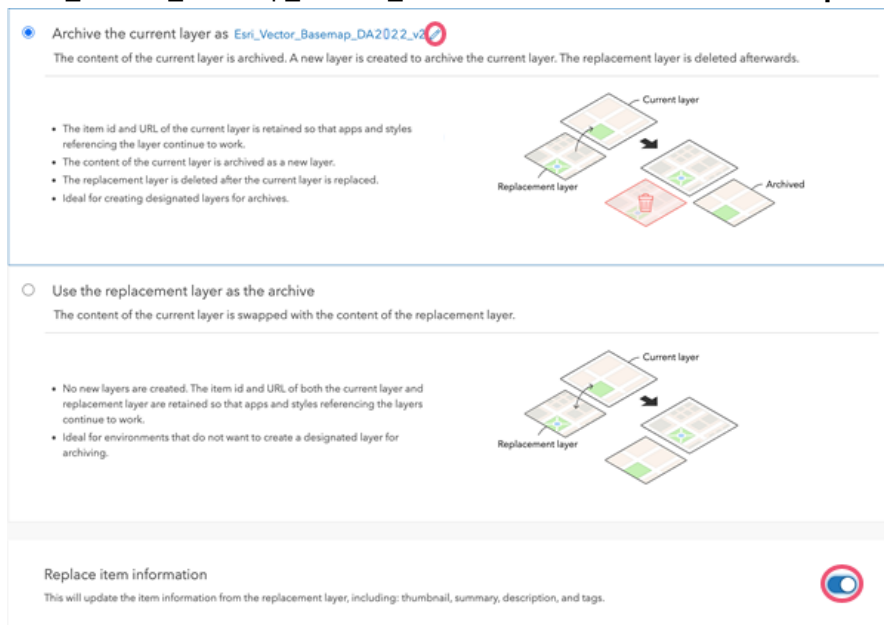 Archive the current layer as Esri_Vector_Basemap_DA2022_v2
The content of the current layer is archived. A new layer is created to archive the current layer. The replacement layer is deleted afterwards.
• The item id and URL of the current layer is retained so that apps and styles
referencing the layer continue to work.
• The content of the current layer is archived as a new layer.
• The replacement layer is deleted after the current layer is replaced.
• Ideal for creating designated layers for archives.
Current layer
Replacement layer
Archived
Use the replacement layer as the archive
The content of the current layer is swapped with the content of the replacement layer.
• No new layers are created. The item id and URL of both the current layer and
replacement layer are retained so that apps and styles referencing the layers
continue to work.
• Ideal for environments that do not want to create a designated layer for
archiving.
Current layer
Replacement layer
Replace item information
This will update the item information from the replacement layer, including: thumbnail, summary, description, and tags.